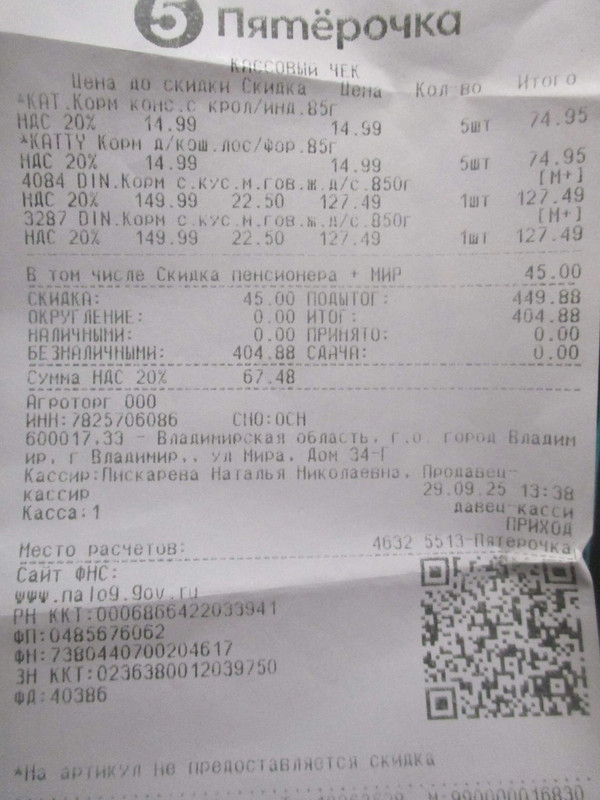 5 Пятёрочка
КАССОВЫЙ ЧЕК
Цена до скидки Скидка Цена Кол-во Итого
*КАТ.Корм конс.с крол/инд.85г
НДС 20% 14.99 14.99 5шт 74.95
*KATTY Корм д/кош.лос/фор.85г
НДС 20% 14.99 14.99 5шт 74.95
4084 DIN.Корм с.кус.м.гов.ж.д/с.850г [М+]
НДС 20% 149.99 22.50 127.49 1шт 127.49
3287 DIN.Корм с.кус.м.гов.ж.д/с.850г [М+]
НДС 20% 149.99 22.50 127.49 1шт 127.49
В том числе Скидка пенсионера + МИР 45.00
СКИДКА: 45.00 ПОДЫТОГ: 449.88
ОКРУГЛЕНИЕ: 0.00 ИТОГ: 404.88
НАЛИЧНЫМИ: 0.00 ПРИНЯТО: 0.00
БЕЗНАЛИЧНЫМИ: 404.88 СДАЧА: 0.00
Сумма НДС 20% 67.48
Агроторг ООО
ИНН:7825706086 СНО:ОСН
600017,33 - Владимирская область, г.о. город Владим
ир, г Владимир,, ул Мира, Дом 34-Г
Кассир:Пискарева Наталья Николаевна, Продавец-
кассир 29.09.25 13:38
Касса:1 давец-касси
ПРИХОД
Место расчетов: 4632 5513-Пятерочка
Сайт ФНС:
www.nalog.gov.ru
РН ККТ:0006866422033941
ФП:0485676062
ФН:7380440700204617
ЗН ККТ:0236380012039750
ФД:40386
*На артикул не предоставляется скидка
М:990000016830